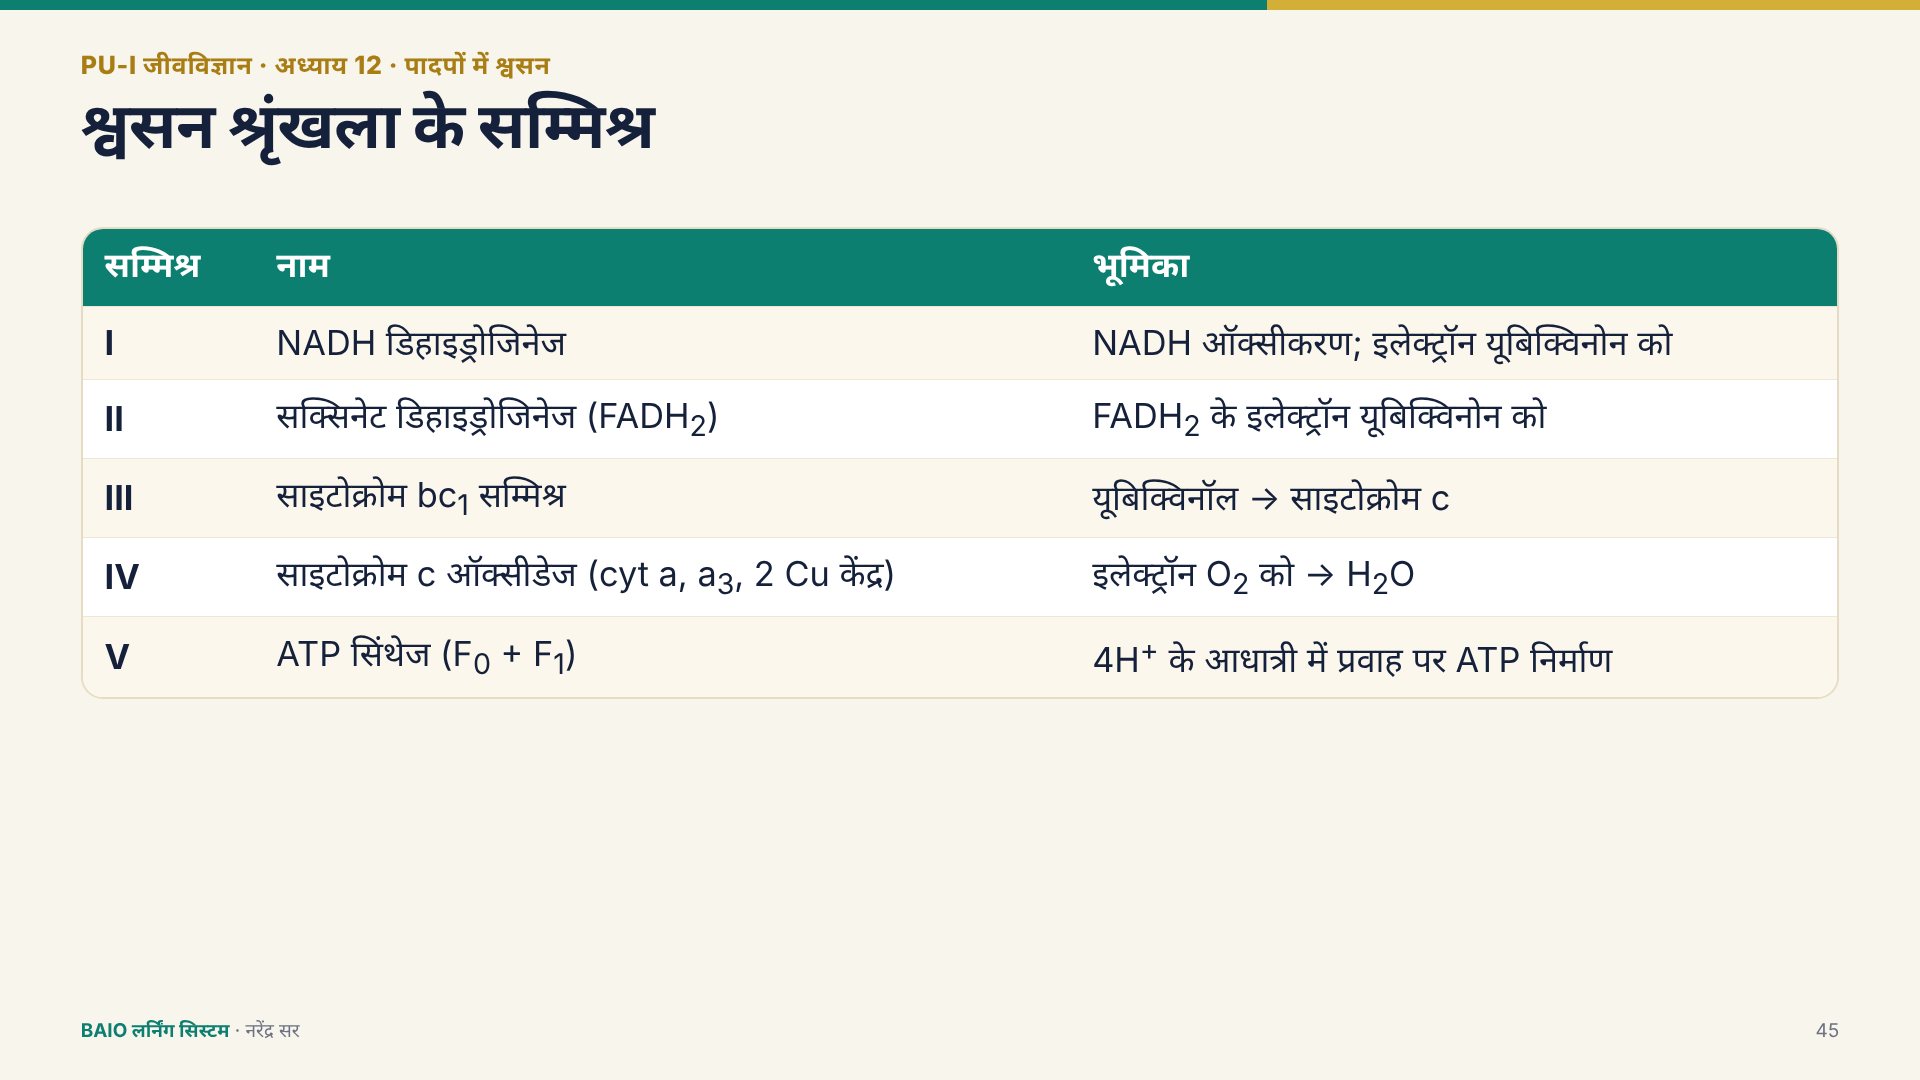 PU-I जीवविज्ञान · अध्याय 12 · पादपों में श्वसन
श्वसन श्रृंखला के सम्मिश्र
सम्मिश्र नाम भूमिका
I NADH डिहाइड्रोजिनेज NADH ऑक्सीकरण; इलेक्ट्रॉन यूबिक्विनोन को
II सक्सिनेट डिहाइड्रोजिनेज (FADH₂) FADH₂ के इलेक्ट्रॉन यूबिक्विनोन को
III साइटोक्रोम bc₁ सम्मिश्र यूबिक्विनॉल → साइटोक्रोम c
IV साइटोक्रोम c ऑक्सीडेज (cyt a, a₃, 2 Cu केंद्र) इलेक्ट्रॉन O₂ को → H₂O
V ATP सिंथेज (F₀ + F₁) 4H⁺ के आधात्री में प्रवाह पर ATP निर्माण
BAIO लर्निंग सिस्टम · नरेंद्र सर 45